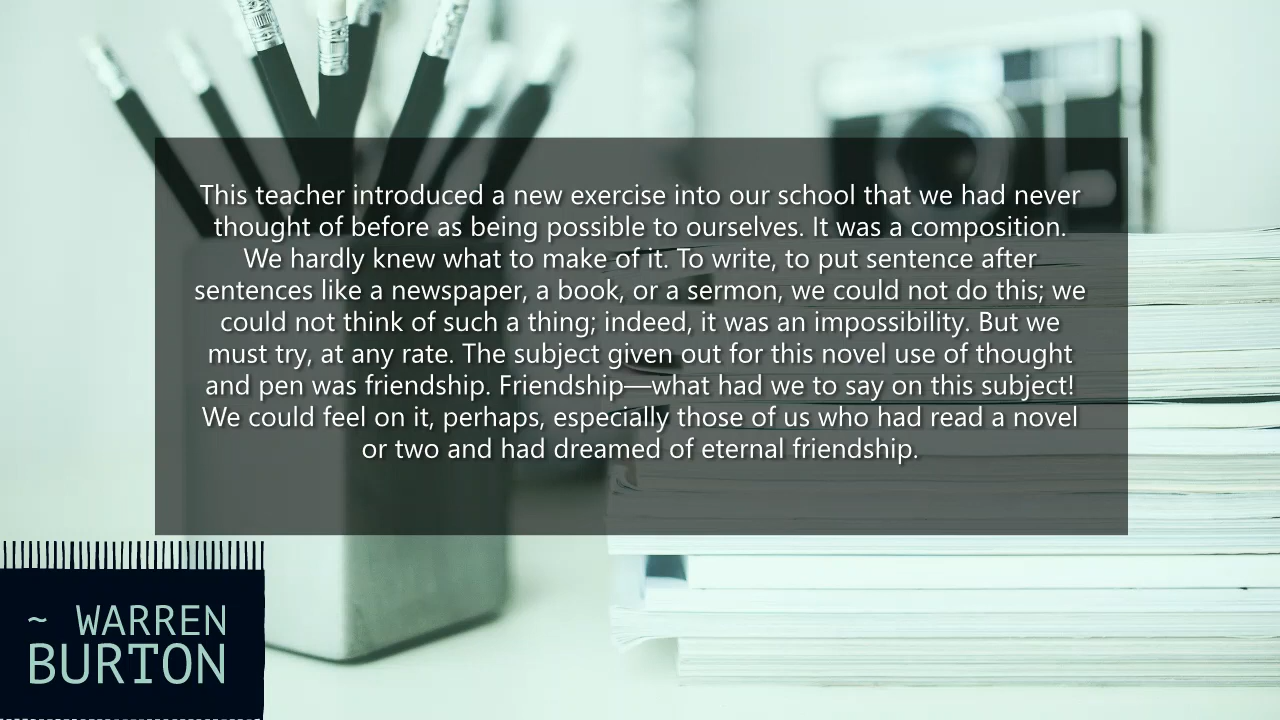 This teacher introduced a new exercise into our school that we had never
thought of before as being possible to ourselves. It was a composition.
We hardly knew what to make of it. To write, to put sentence after
sentences like a newspaper, a book, or a sermon, we could not do this; we
could not think of such a thing; indeed, it was an impossibility. But we
must try, at any rate. The subject given out for this novel use of thought
and pen was friendship. Friendship—what had we to say on this subject!
We could feel on it, perhaps, especially those of us who had read a novel
or two and had dreamed of eternal friendship.
~ WARREN
BURTON